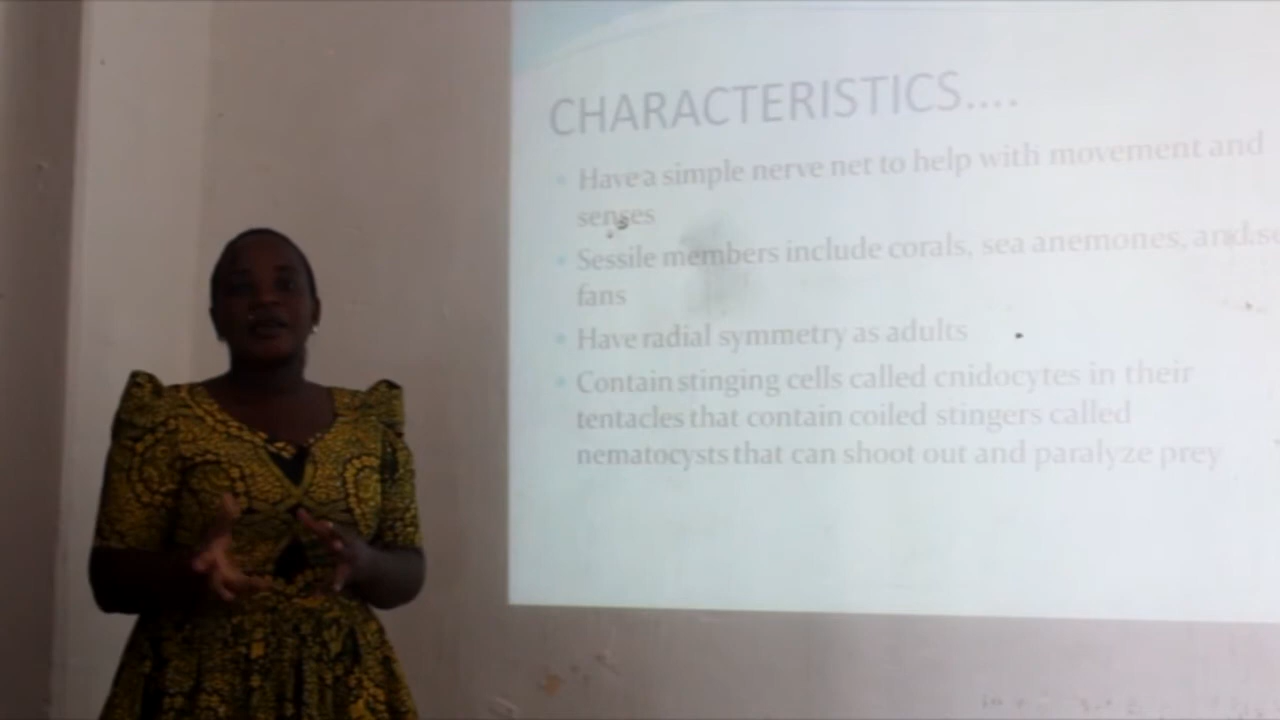 CHARACTERISTICS....
• Have a simple nerve net to help with movement and
senses
• Sessile members include corals, sea anemones, and se
fans
• Have radial symmetry as adults
• Contain stinging cells called cnidocytes in their
tentacles that contain coiled stingers called
nematocysts that can shoot out and paralyze prey